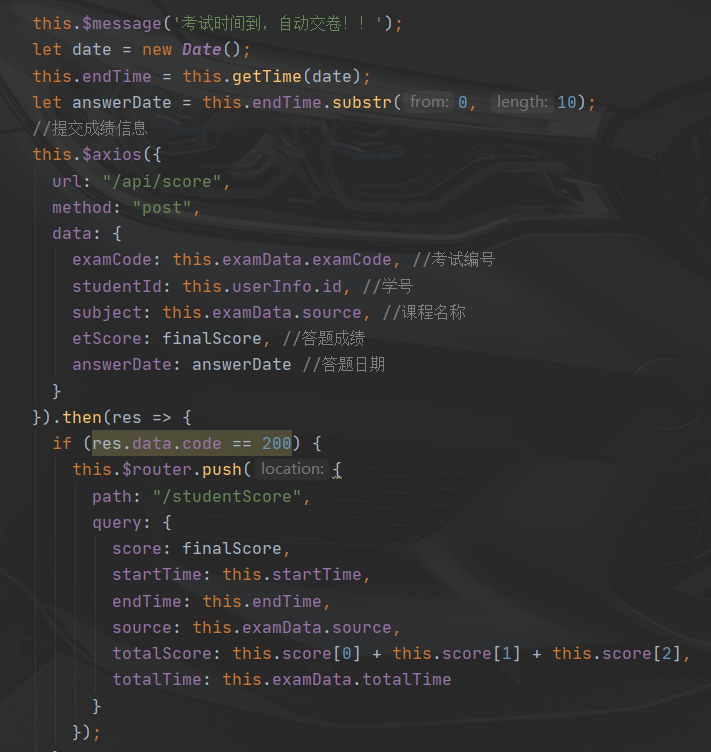 this.$message('考试时间到，自动交卷！！');
let date = new Date();
this.endTime = this.getTime(date);
let answerDate = this.endTime.substr( from: 0, length: 10);
//提交成绩信息
this.$axios({
url: "/api/score",
method: "post",
data: {
examCode: this.examData.examCode, //考试编号
studentId: this.userInfo.id, //学号
subject: this.examData.source, //课程名称
etScore: finalScore, //答题成绩
answerDate: answerDate //答题日期
}
}).then(res => {
if (res.data.code == 200) {
this.$router.push( location: {
path: "/studentScore",
query: {
score: finalScore,
startTime: this.startTime,
endTime: this.endTime,
source: this.examData.source,
totalScore: this.score[0] + this.score[1] + this.score[2],
totalTime: this.examData.totalTime
}
});